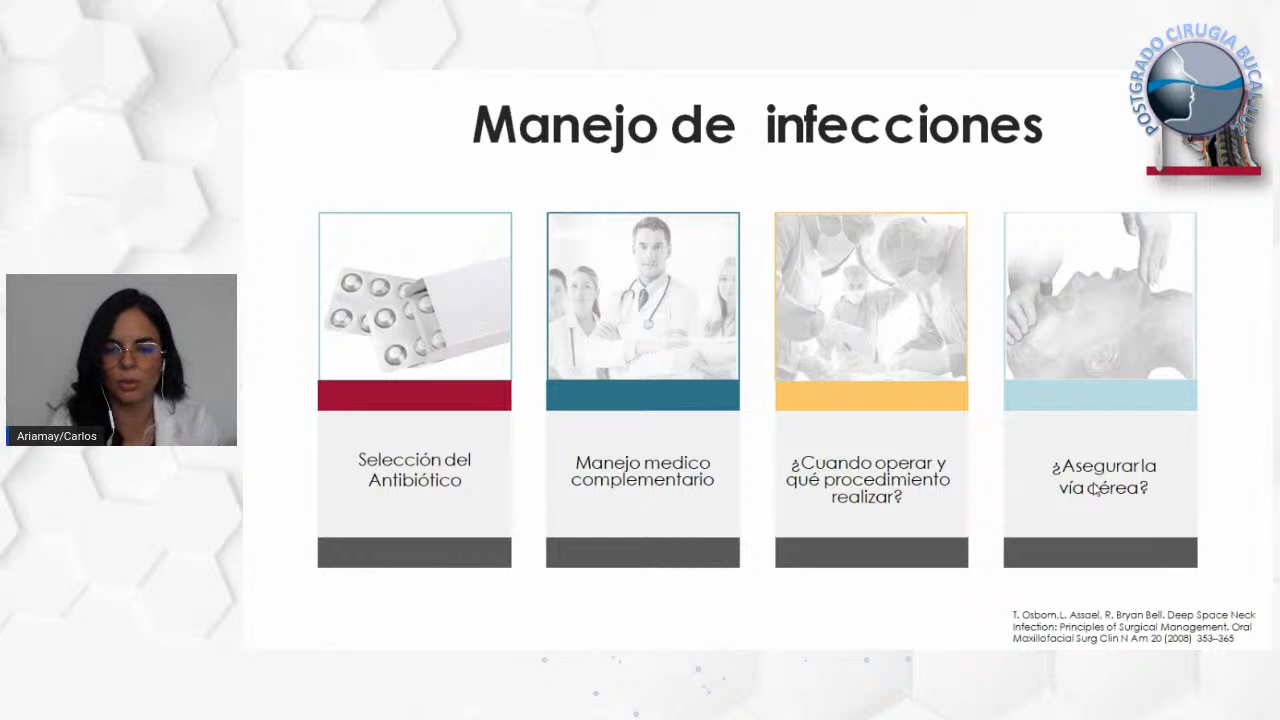 POSTGRADO CIRUGIA BUCAL LUZ
Manejo de infecciones
Selección del
Antibiótico
Manejo medico
complementario
¿Cuando operar y
qué procedimiento
realizar?
¿Asegurar la
vía aérea?
Ariamay/Carlos
T. Osborn,L. Assael, R. Bryan Bell. Deep Space Neck
Infection: Principles of Surgical Management. Oral
Maxillofacial Surg Clin N Am 20 (2008) 353–365